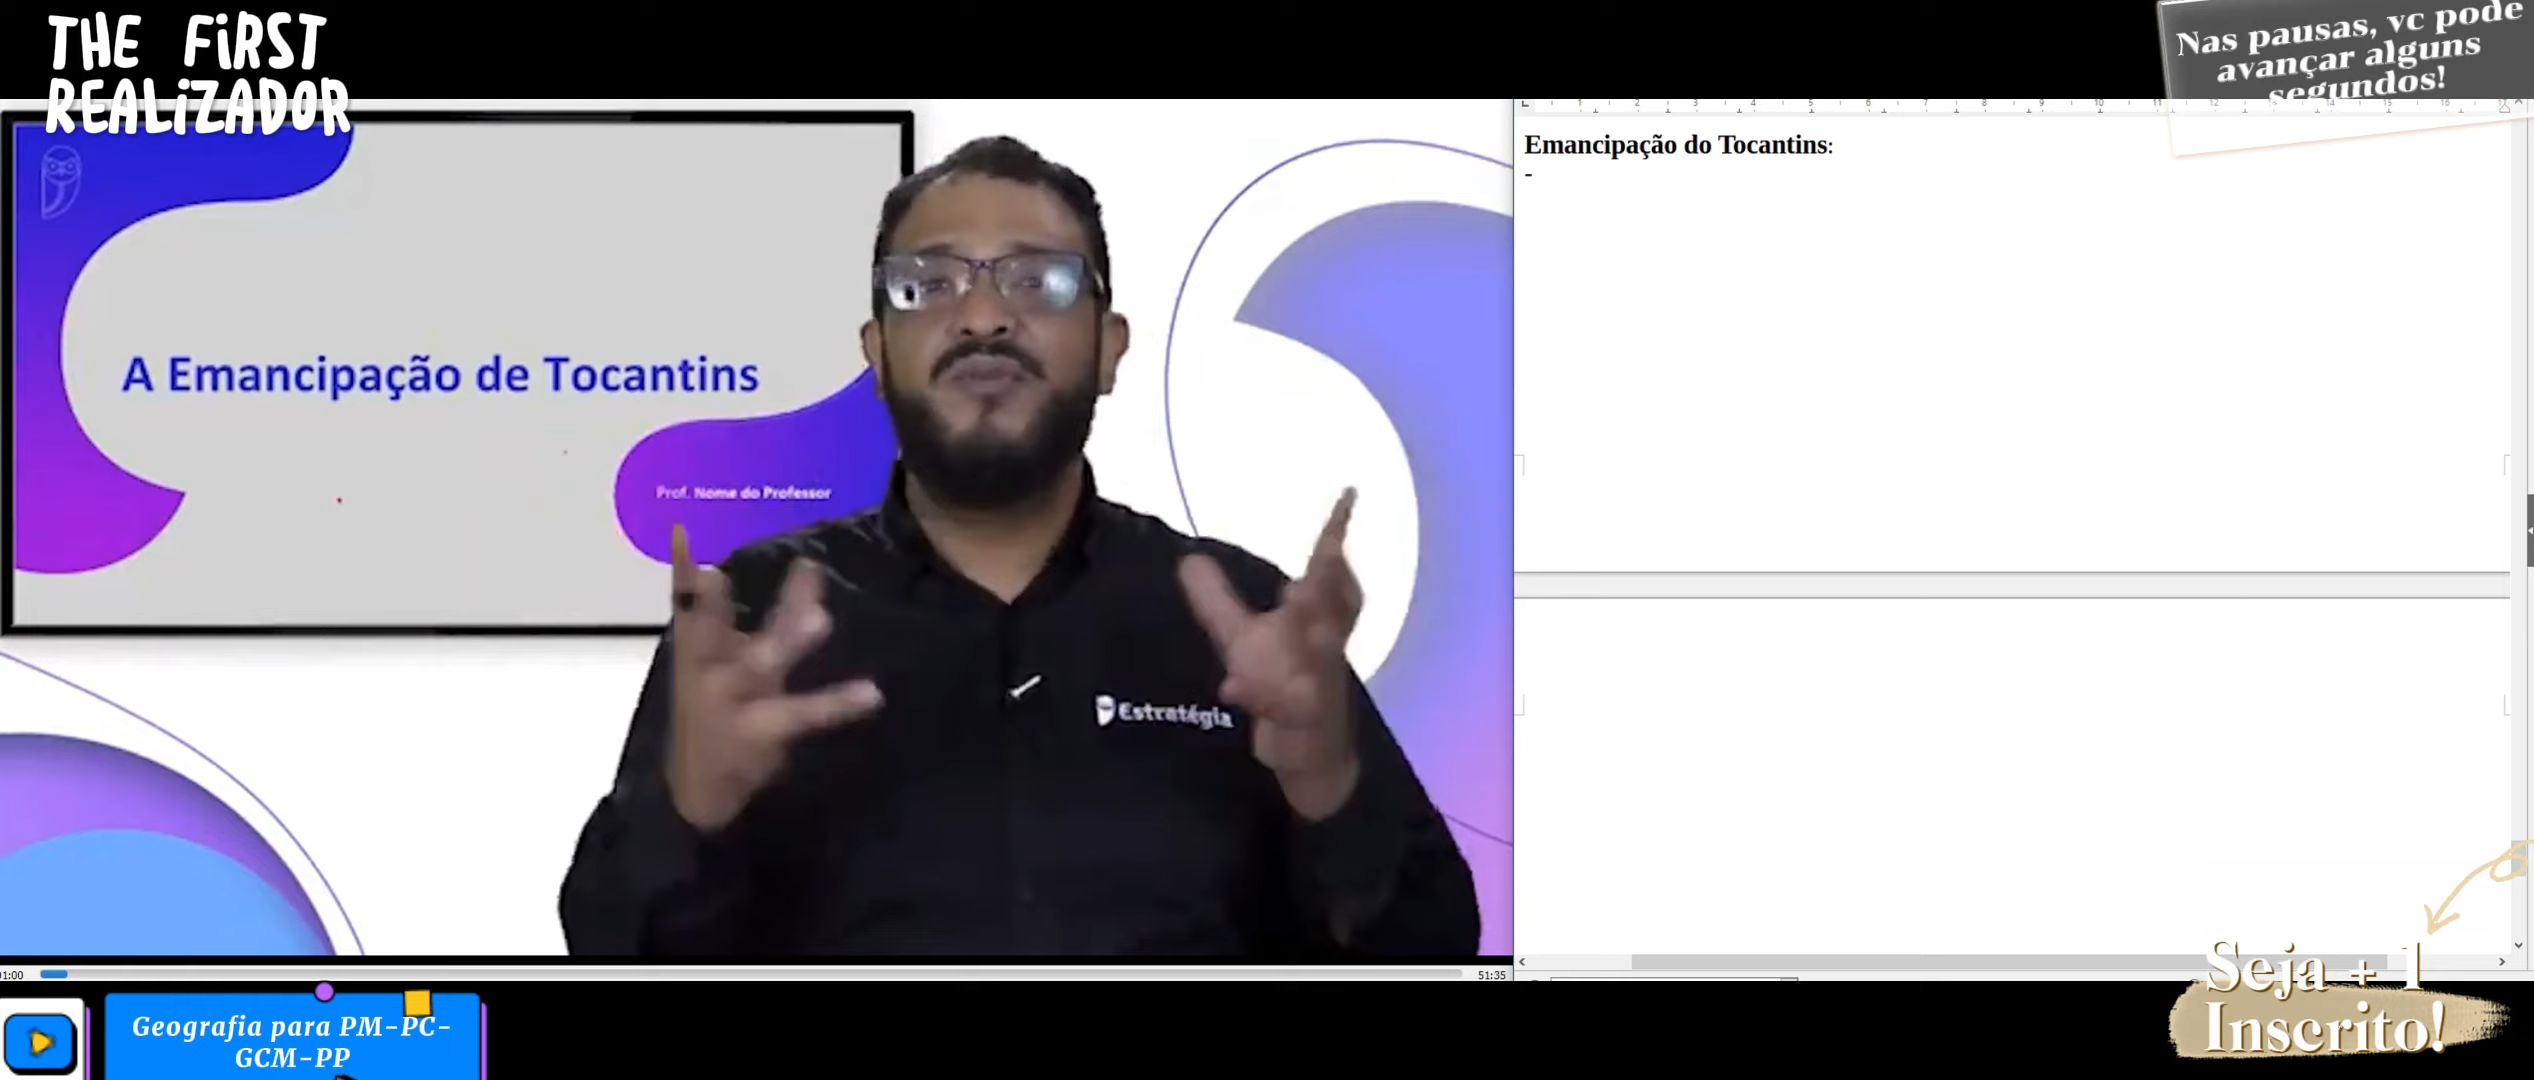 THE FiRST
REALiZADOR
Nas pausas, vc pode
avançar alguns
segundos!
Emancipação do Tocantins:
-
A Emancipação de Tocantins
Prof. Nome do Professor
Estratégia
51:35
Geografia para PM-PC-
GCM-PP
Seja + 1
Inscrito!